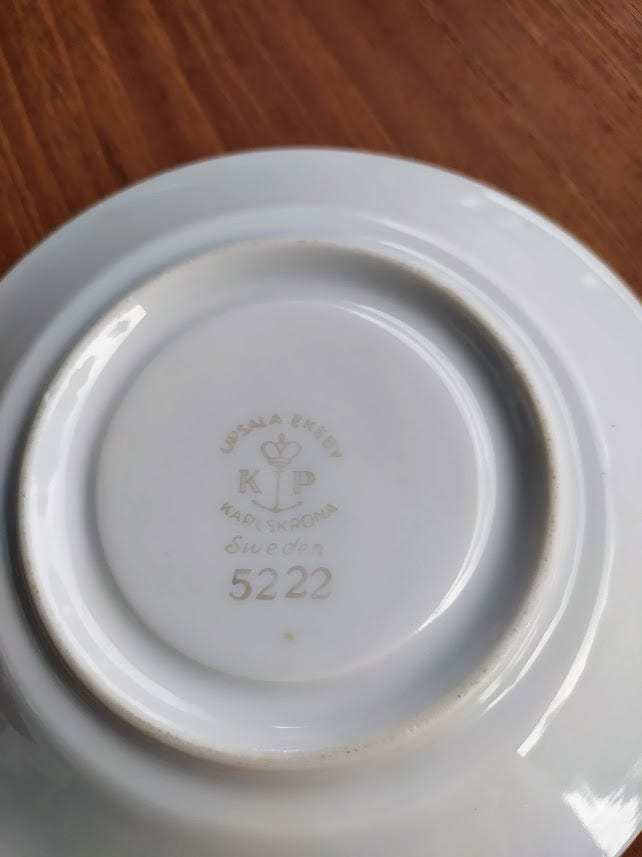 UPSALA EKEBY
K P
KARLSKRONA
Sweden
5222